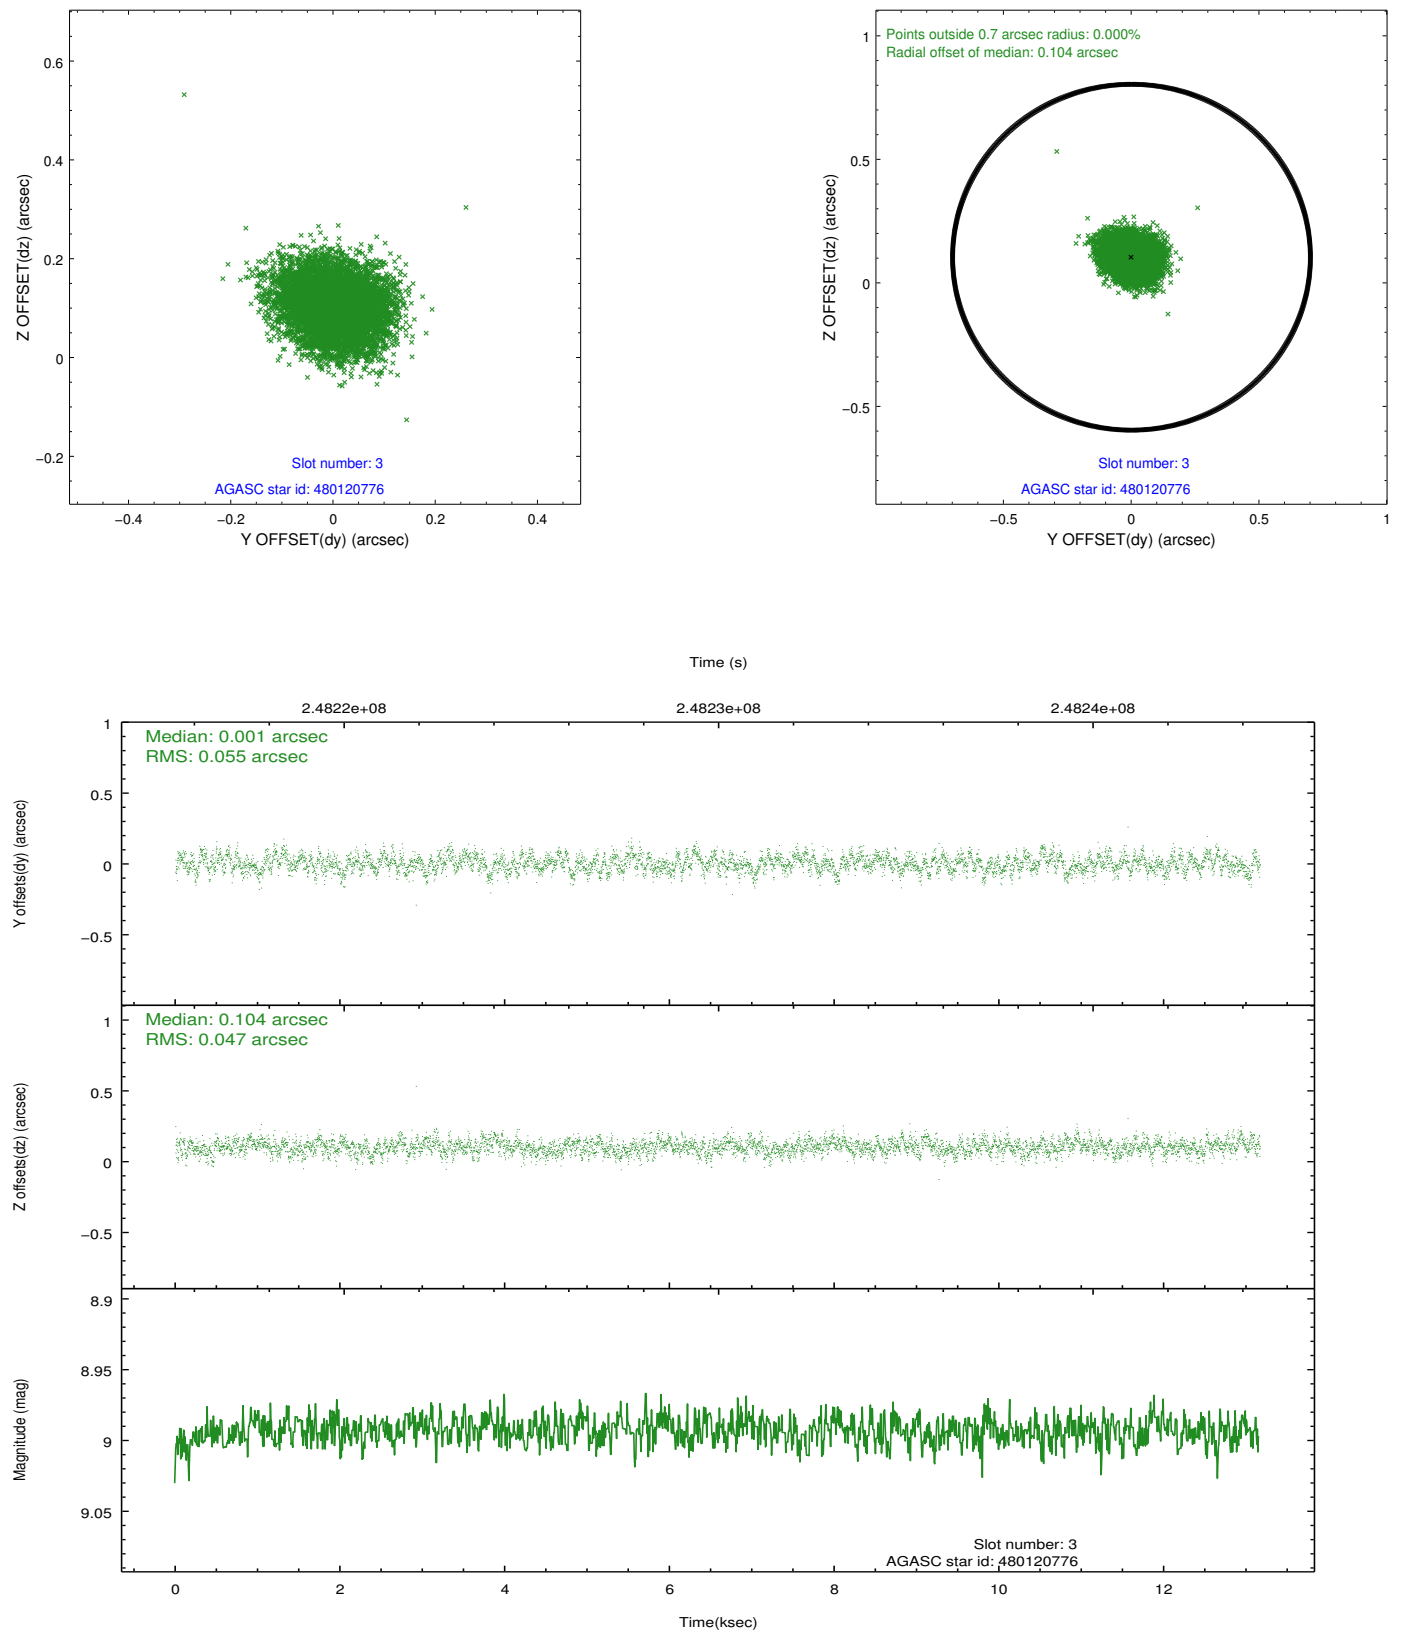 0.6
0.4
0.2
0
−0.2
Z OFFSET(dz) (arcsec)
Slot number: 3
AGASC star id: 480120776
−0.4 −0.2 0 0.2 0.4
Y OFFSET(dy) (arcsec)
Points outside 0.7 arcsec radius: 0.000%
Radial offset of median: 0.104 arcsec
1
0.5
0
−0.5
Z OFFSET(dz) (arcsec)
Slot number: 3
AGASC star id: 480120776
−0.5 0 0.5 1
Y OFFSET(dy) (arcsec)
Time (s)
2.4822e+08 2.4823e+08 2.4824e+08
Median: 0.001 arcsec
RMS: 0.055 arcsec
1
0.5
0
−0.5
Y offsets(dy) (arcsec)
Median: 0.104 arcsec
RMS: 0.047 arcsec
1
0.5
0
−0.5
Z offsets(dz) (arcsec)
8.9
8.95
9
9.05
Magnitude (mag)
Slot number: 3
AGASC star id: 480120776
0 2 4 6 8 10 12
Time(ksec)